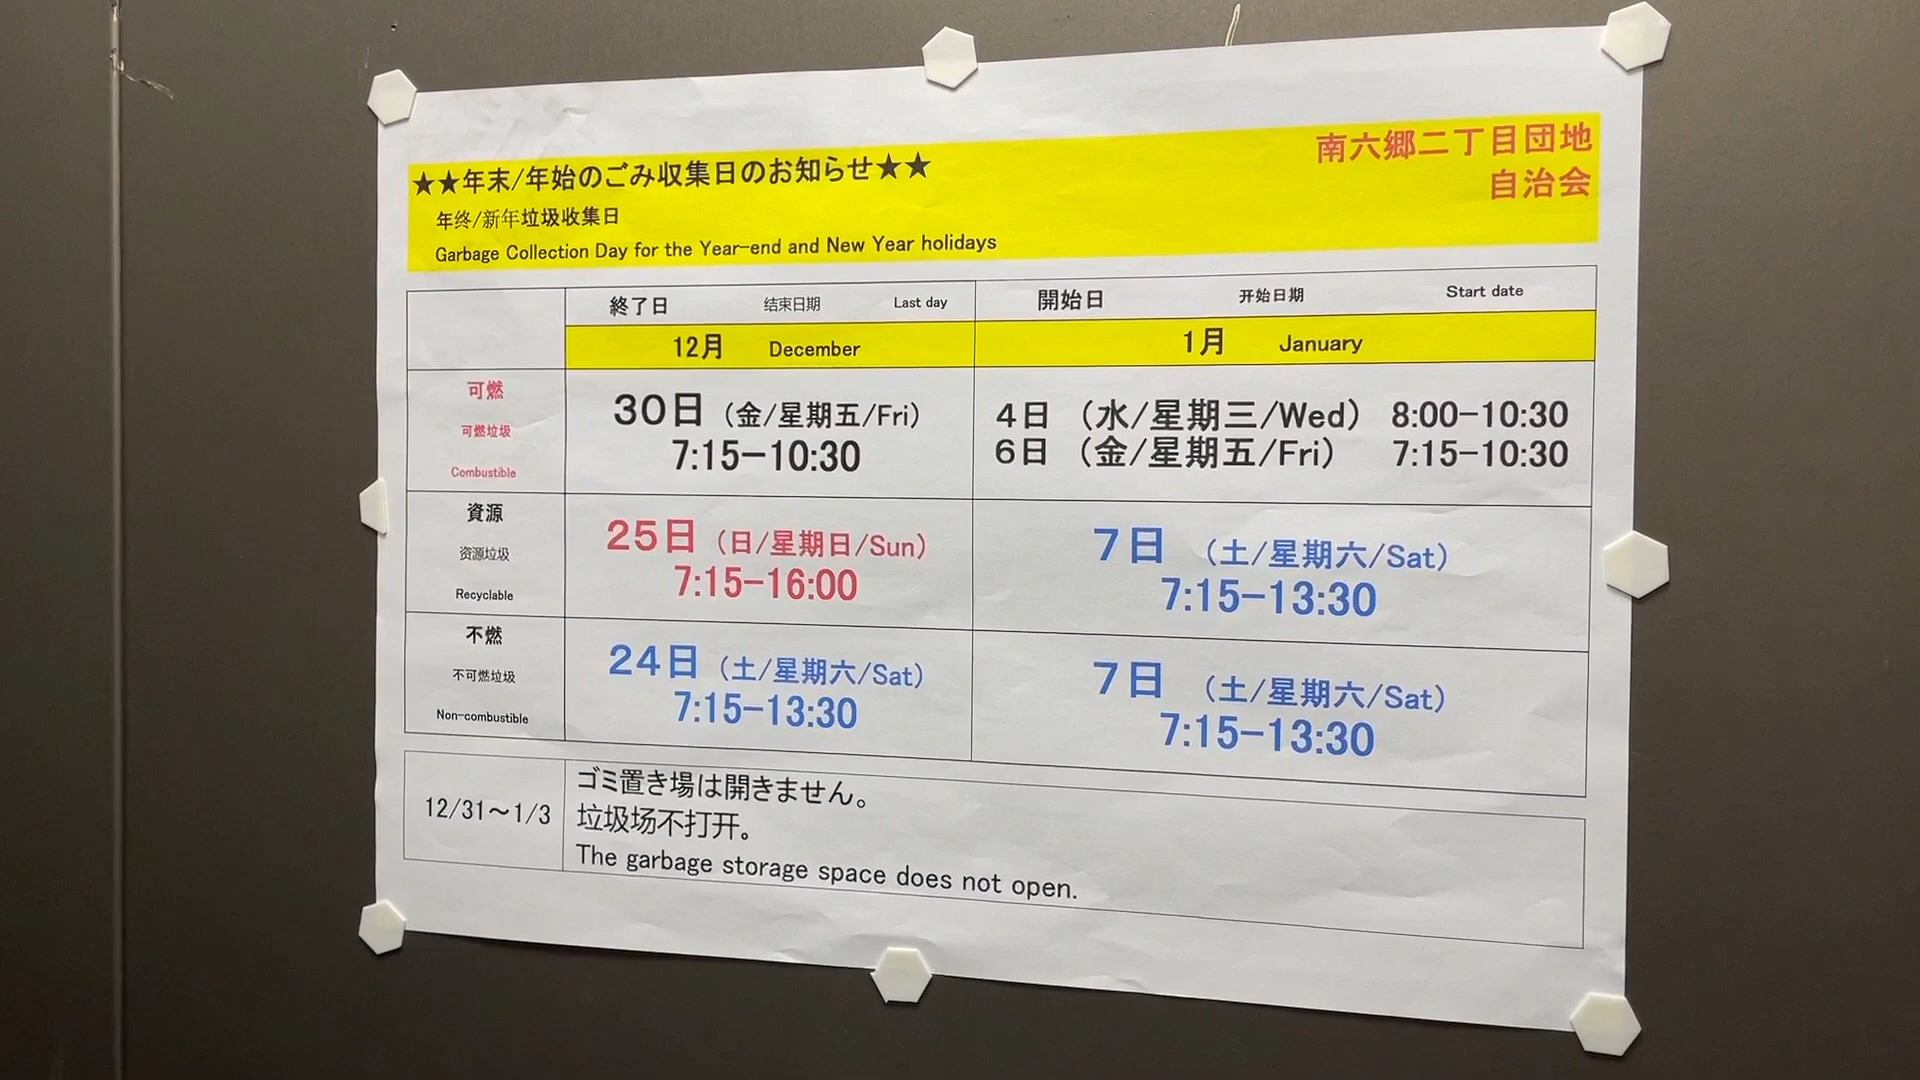 ★★年末/年始のごみ収集日のお知らせ★★
年终/新年垃圾收集日
Garbage Collection Day for the Year-end and New Year holidays
南六郷二丁目団地
自治会
終了日 结束日期 Last day 開始日 开始日期 Start date
12月 December 1月 January
可燃
可燃垃圾
Combustible
30日(金/星期五/Fri)
7:15-10:30
4日 (水/星期三/Wed) 8:00-10:30
6日 (金/星期五/Fri) 7:15-10:30
資源
资源垃圾
Recyclable
25日(日/星期日/Sun)
7:15-16:00
7日 (土/星期六/Sat)
7:15-13:30
不燃
不可燃垃圾
Non-combustible
24日(土/星期六/Sat)
7:15-13:30
7日 (土/星期六/Sat)
7:15-13:30
12/31~1/3
ゴミ置き場は開きません。
垃圾场不打开。
The garbage storage space does not open.